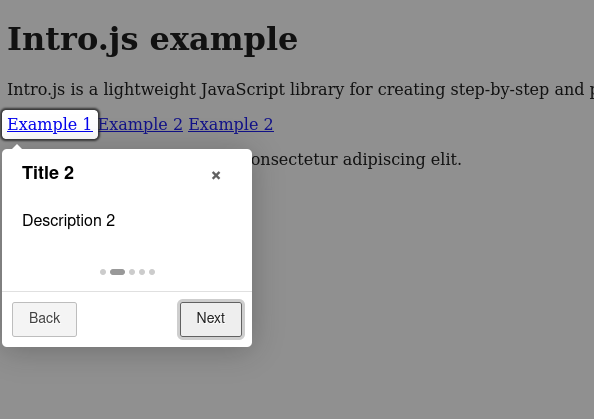 Intro.js example
Intro.js is a lightweight JavaScript library for creating step-by-step and
Example 1 Example 2 Example 2
onsectetur adipiscing elit.
Title 2 ×
Description 2
Back Next